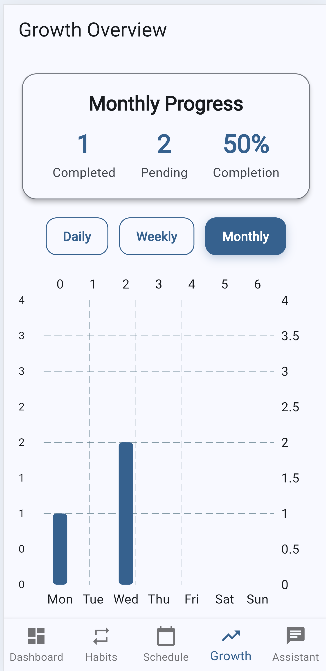 Growth Overview
Monthly Progress
1 2 50%
Completed Pending Completion
Daily Weekly Monthly
0 1 2 3 4 5 6
4 4
3 3.5
3 3
2 2.5
2 2
1 1.5
1 1
0 0.5
0 0
Mon Tue Wed Thu Fri Sat Sun
Dashboard Habits Schedule Growth Assistant